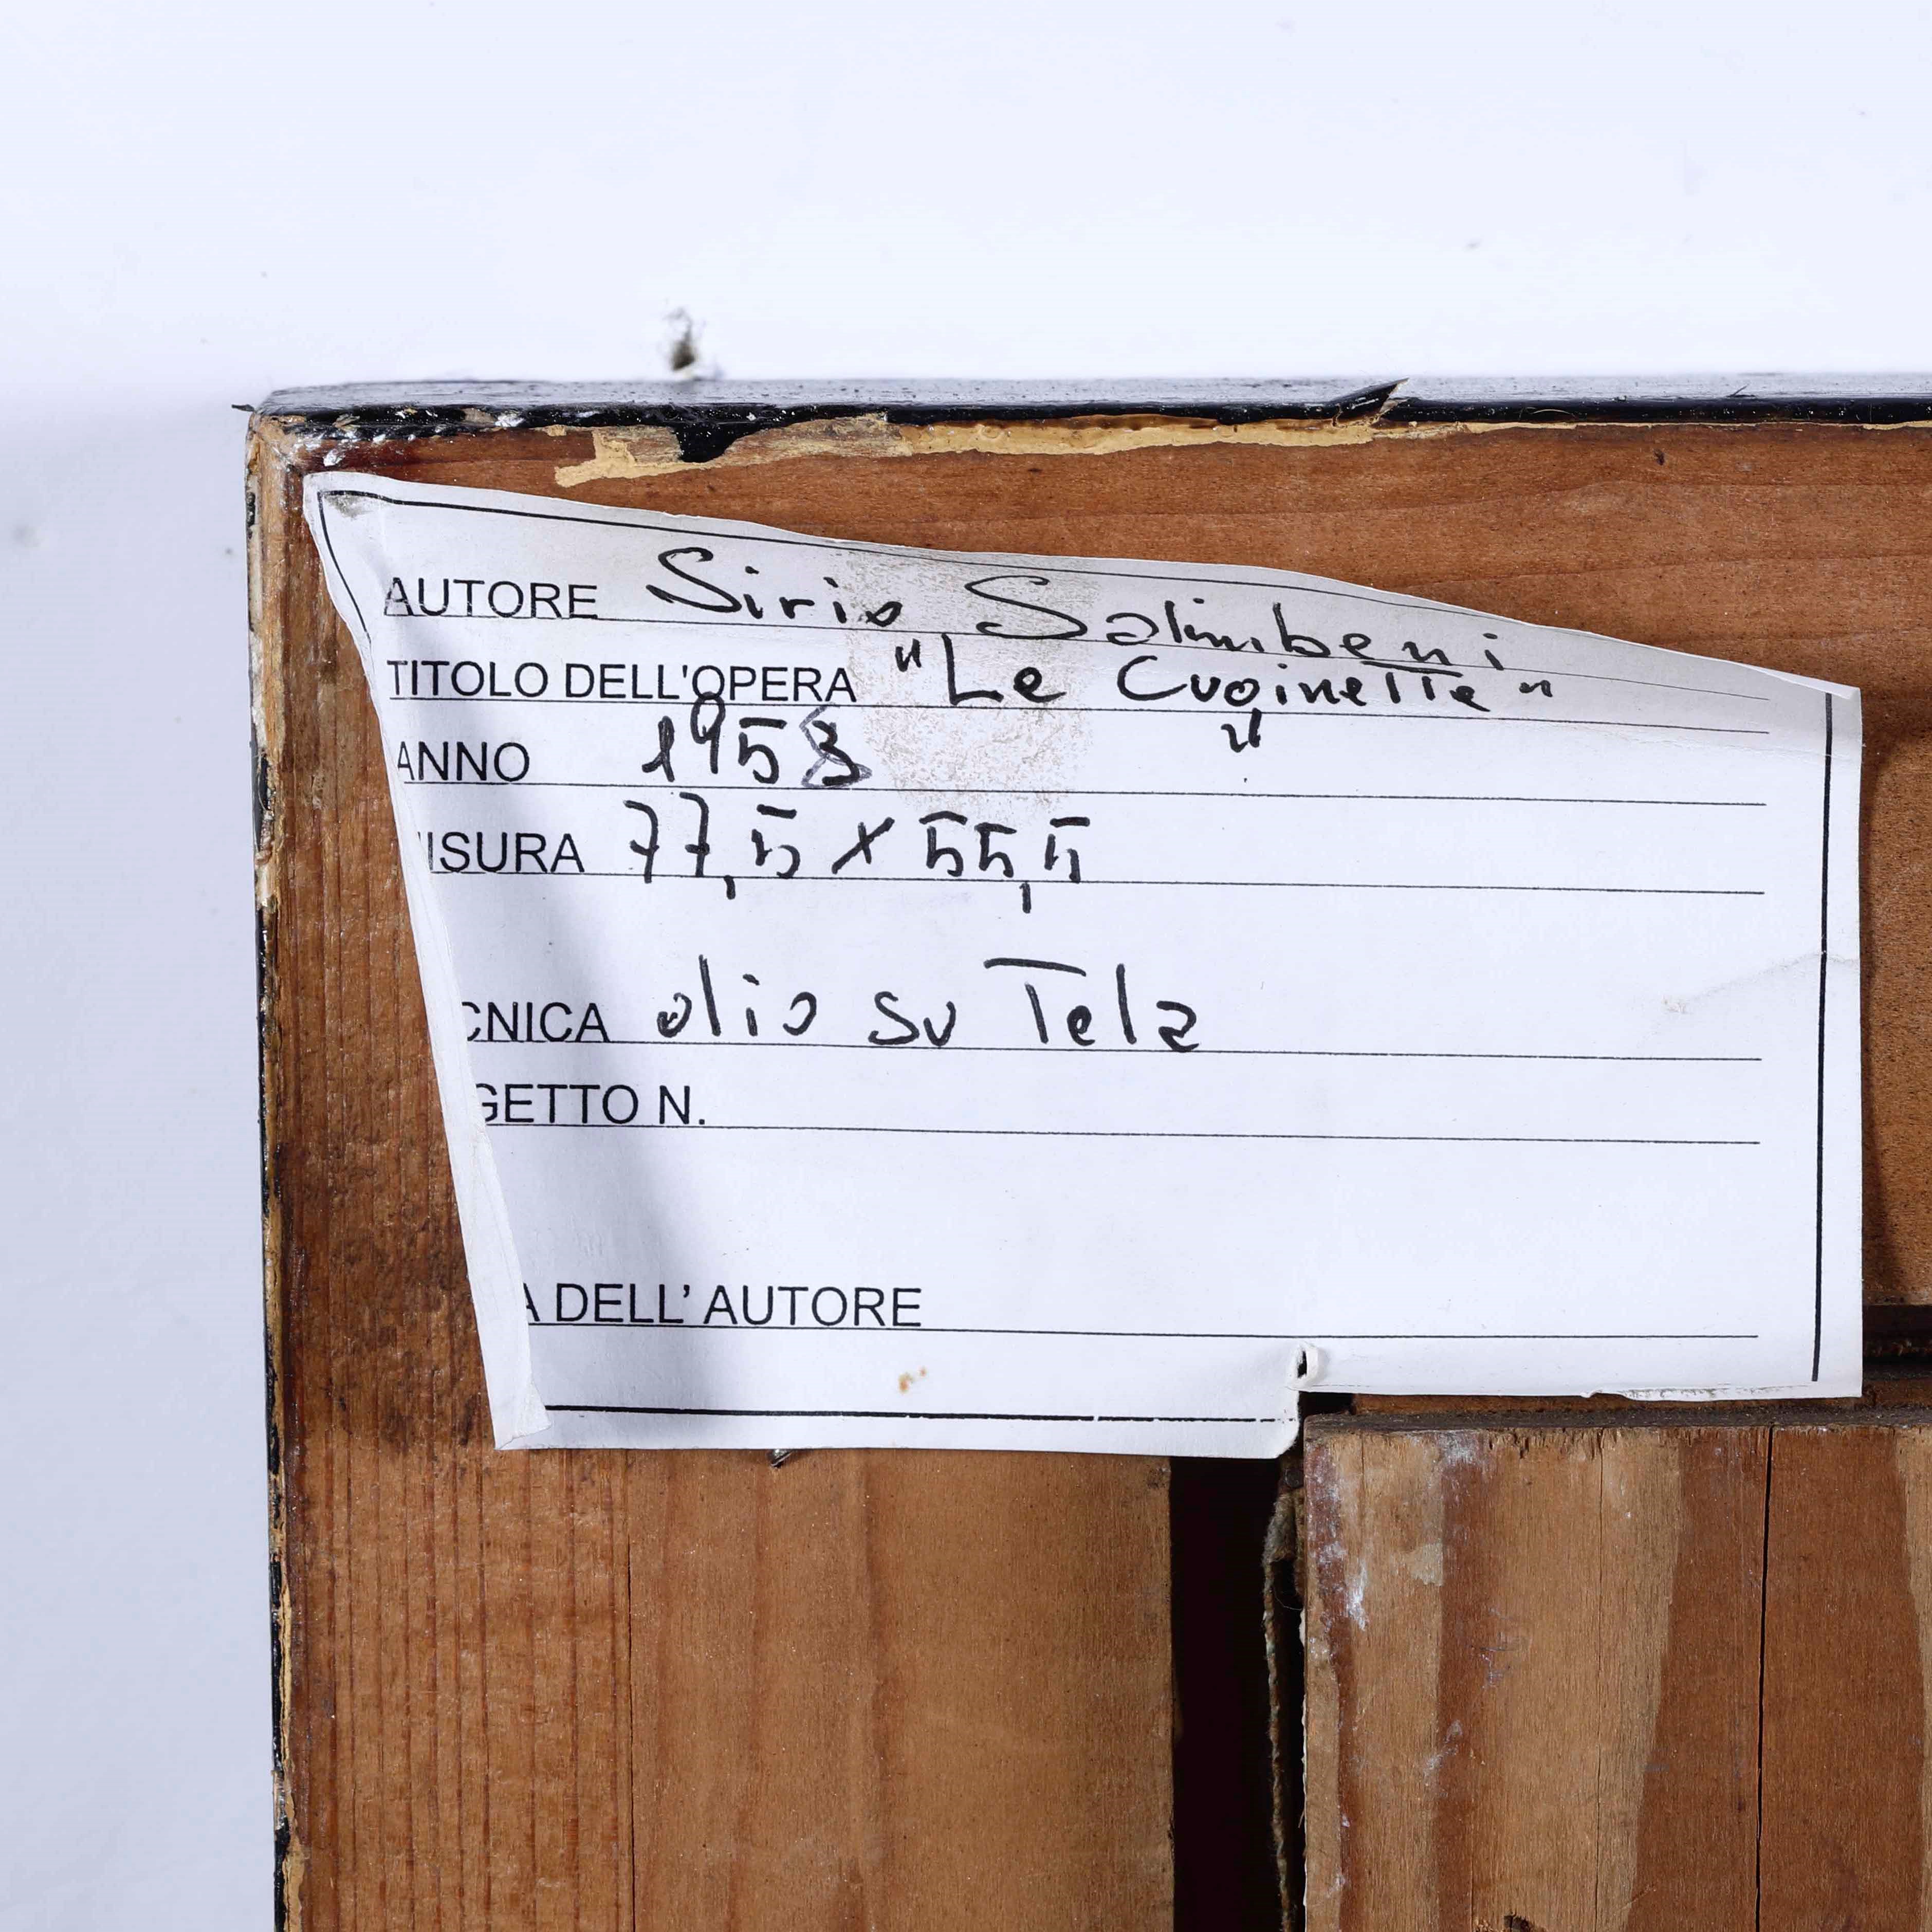 AUTORE Sirio Salimbeni
TITOLO DELL'OPERA "Le Cuginette"
ANNO
ISURA 77,5 x 55,5
CNICA olio su Tela
GETTO N.
A DELL' AUTORE